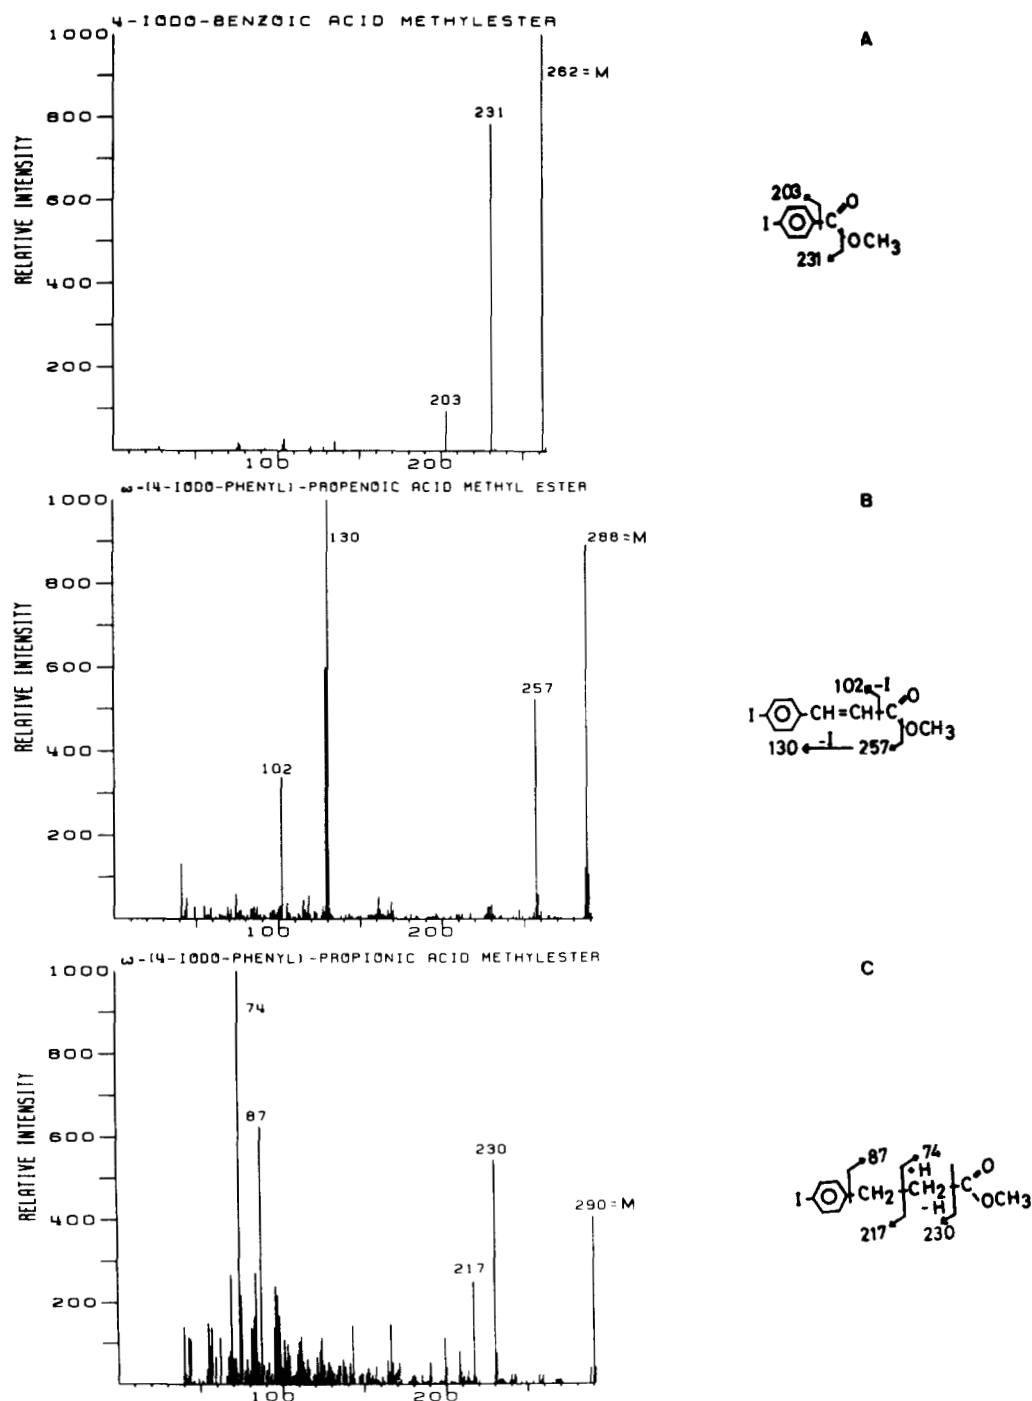 4-IODO-BENZOIC ACID METHYLESTER
A
1000
800
600
400
200
RELATIVE INTENSITY
262=M
231
203
100
200
203
I
C
O
OCH3
231
ω-(4-IODO-PHENYL)-PROPENOIC ACID METHYL ESTER
B
1000
800
600
400
200
RELATIVE INTENSITY
130
288=M
257
102
100
200
102 -I
I
CH=CH
C
O
OCH3
130
-I
257
ω-(4-IODO-PHENYL)-PROPIONIC ACID METHYLESTER
C
1000
800
600
400
200
RELATIVE INTENSITY
74
87
230
290=M
217
100
200
87
74
+H
I
CH2
CH2
C
O
OCH3
-H
217
230